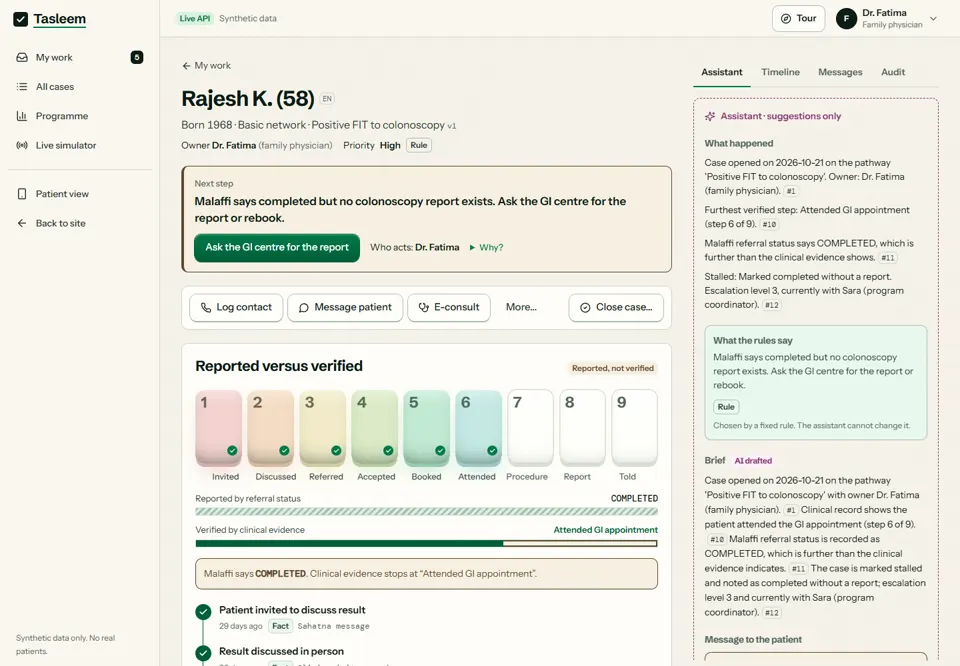 Tasleem
My work 5
All cases
Programme
Live simulator
Patient view
Back to site
Synthetic data only. No real
patients.
Live API Synthetic data
Tour
F
Dr. Fatima
Family physician
My work
Rajesh K. (58) EN
Born 1968 · Basic network · Positive FIT to colonoscopy v1
Owner Dr. Fatima (family physician) Priority High Rule
Next step
Malaffi says completed but no colonoscopy report exists. Ask the GI centre for the
report or rebook.
Ask the GI centre for the report Who acts: Dr. Fatima Why?
Log contact Message patient E-consult More... Close case...
Reported versus verified Reported, not verified
1 2 3 4 5 6 7 8 9
Invited Discussed Referred Accepted Booked Attended Procedure Report Told
Reported by referral status COMPLETED
Verified by clinical evidence Attended GI appointment
Malaffi says COMPLETED. Clinical evidence stops at “Attended GI appointment”.
Patient invited to discuss result
29 days ago Fact Sahatna message
Result discussed in person
Assistant Timeline Messages Audit
Assistant · suggestions only
What happened
Case opened on 2026-10-21 on the pathway
'Positive FIT to colonoscopy'. Owner: Dr. Fatima
(family physician). #1
Furthest verified step: Attended GI appointment
(step 6 of 9). #10
Malaffi referral status says COMPLETED, which is
further than the clinical evidence shows. #11
Stalled: Marked completed without a report.
Escalation level 3, currently with Sara (program
coordinator). #12
What the rules say
Malaffi says completed but no colonoscopy
report exists. Ask the GI centre for the report or
rebook.
Rule
Chosen by a fixed rule. The assistant cannot change it.
Brief AI drafted
Case opened on 2026-10-21 on the pathway
'Positive FIT to colonoscopy' with owner Dr. Fatima
(family physician). #1 Clinical record shows the
patient attended the GI appointment (step 6 of 9).
#10 Malaffi referral status is recorded as
COMPLETED, which is further than the clinical
evidence indicates. #11 The case is marked stalled
and noted as completed without a report; escalation
level 3 and currently with Sara (program
coordinator). #12
Message to the patient